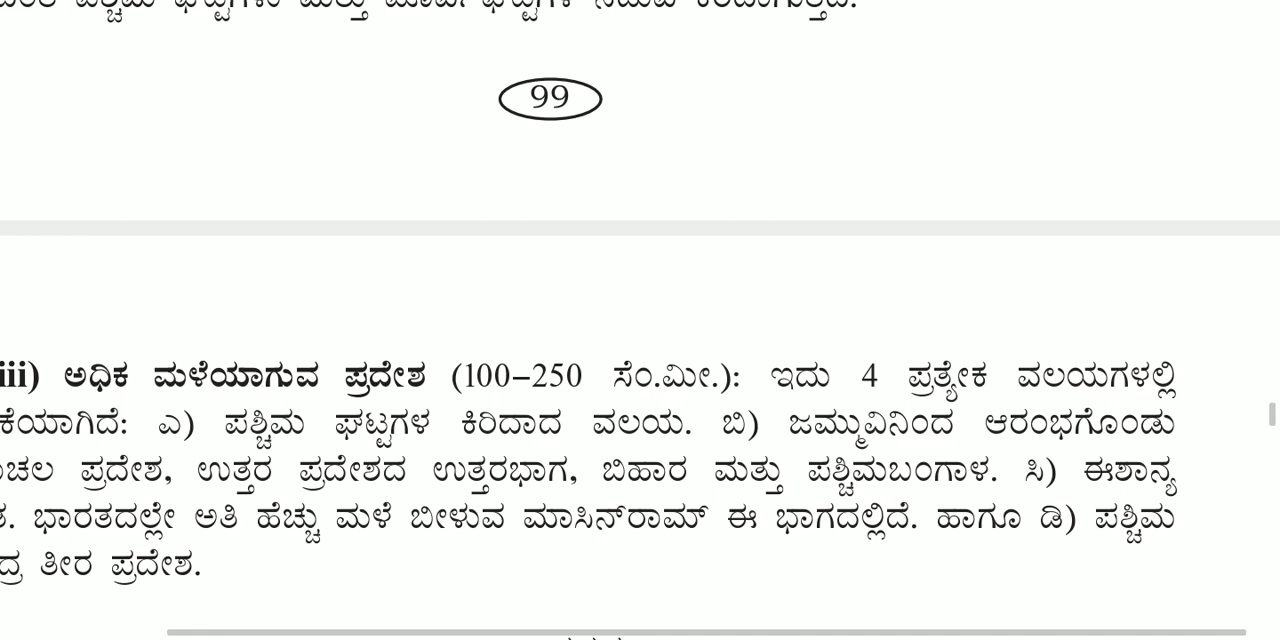 99
iii) ಅಧಿಕ ಮಳೆಯಾಗುವ ಪ್ರದೇಶ (100–250 ಸೆಂ.ಮೀ.): ಇದು 4 ಪ್ರತ್ಯೇಕ ವಲಯಗಳಲ್ಲಿ
ಎ) ಪಶ್ಚಿಮ ಘಟ್ಟಗಳ ಕಿರಿದಾದ ವಲಯ. ಬಿ) ಜಮ್ಮುವಿನಿಂದ ಆರಂಭಗೊಂಡು
ಪ್ರದೇಶ, ಉತ್ತರ ಪ್ರದೇಶದ ಉತ್ತರಭಾಗ, ಬಿಹಾರ ಮತ್ತು ಪಶ್ಚಿಮಬಂಗಾಳ. ಸಿ) ಈಶಾನ್ಯ
ಭಾರತದಲ್ಲೇ ಅತಿ ಹೆಚ್ಚು ಮಳೆ ಬೀಳುವ ಮಾಸಿನ್‌ರಾಮ್ ಈ ಭಾಗದಲ್ಲಿದೆ. ಹಾಗೂ ಡಿ) ಪಶ್ಚಿಮ
ತೀರ ಪ್ರದೇಶ.